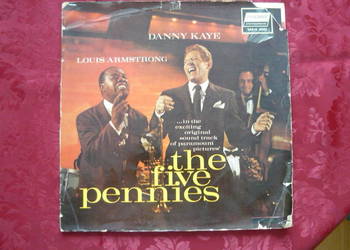 DANNY KAYE
LOUIS ARMSTRONG
...in the
exciting
original
sound track
of paramount
pictures'
the
five
pennies